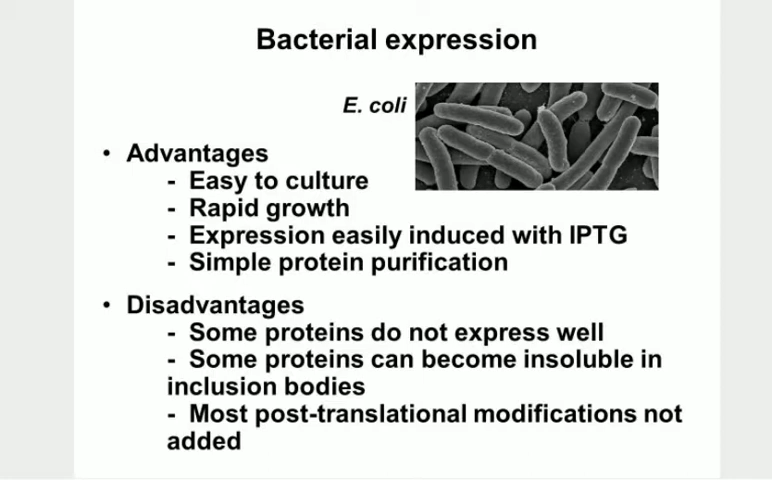 Bacterial expression
E. coli
• Advantages
- Easy to culture
- Rapid growth
- Expression easily induced with IPTG
- Simple protein purification
• Disadvantages
- Some proteins do not express well
- Some proteins can become insoluble in
inclusion bodies
- Most post-translational modifications not
added